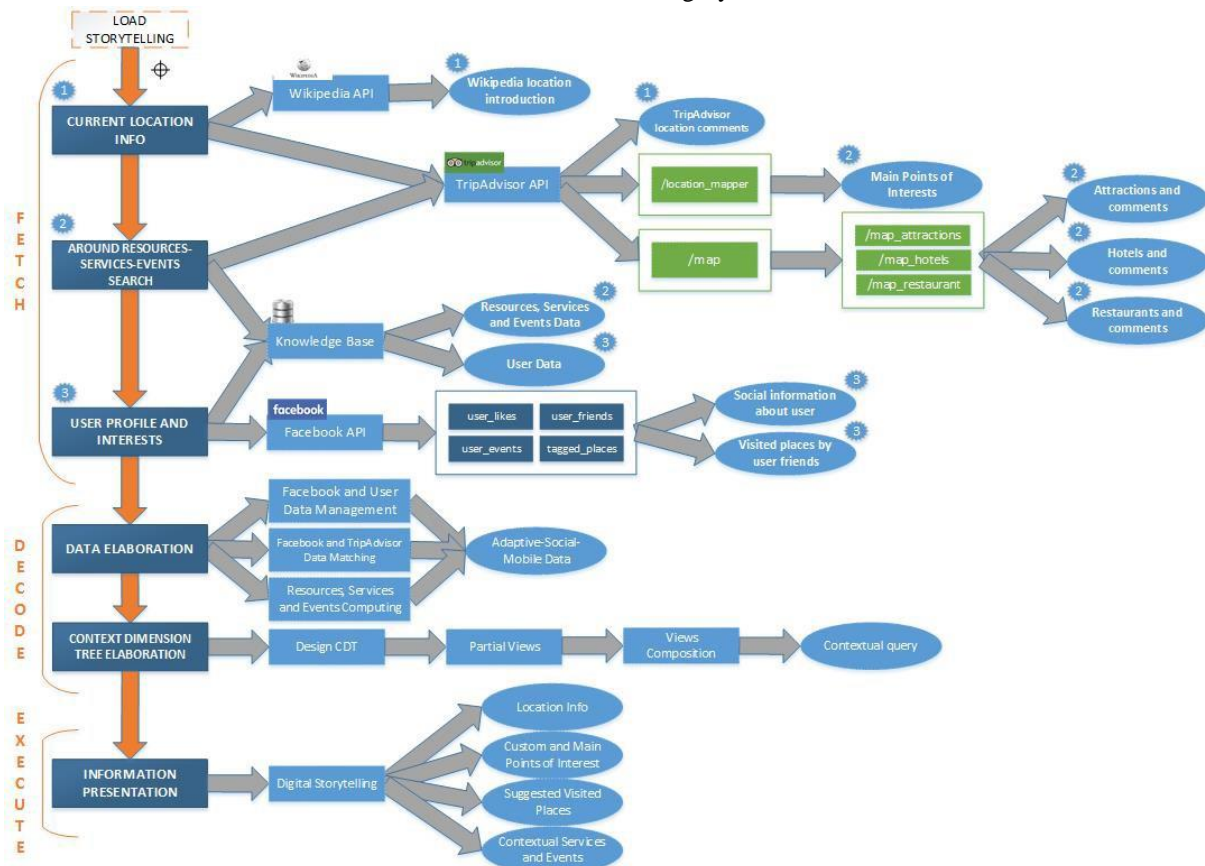 LOAD
STORYTELLING
FETCH
1
CURRENT LOCATION
INFO
WIKIPEDIA
Wikipedia API
1
Wikipedia location
introduction
tripadvisor
TripAdvisor API
1
TripAdvisor
location comments
/location_mapper
2
Main Points of
Interests
/map
/map_attractions
/map_hotels
/map_restaurant
2
Attractions and
comments
2
Hotels and
comments
2
Restaurants and
comments
2
AROUND RESOURCES-
SERVICES-EVENTS
SEARCH
Knowledge Base
2
Resources, Services
and Events Data
3
User Data
3
USER PROFILE AND
INTERESTS
facebook
Facebook API
user_likes
user_friends
user_events
tagged_places
3
Social information
about user
3
Visited places by
user friends
DECODE
DATA ELABORATION
Facebook and User
Data Management
Facebook and TripAdvisor
Data Matching
Resources, Services
and Events Computing
Adaptive-Social-
Mobile Data
CONTEXT DIMENSION
TREE ELABORATION
Design CDT
Partial Views
Views
Composition
Contextual query
EXECUTE
INFORMATION
PRESENTATION
Digital Storytelling
Location Info
Custom and Main
Points of Interest
Suggested Visited
Places
Contextual Services
and Events